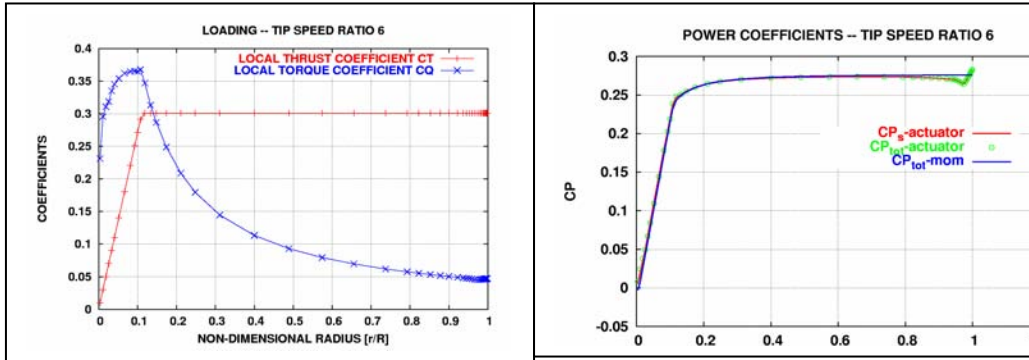 LOADING -- TIP SPEED RATIO 6
0.4
0.35
0.3
0.25
0.2
0.15
0.1
0.05
0
COEFFICIENTS
LOCAL THRUST COEFFICIENT CT
LOCAL TORQUE COEFFICIENT CQ
0 0.1 0.2 0.3 0.4 0.5 0.6 0.7 0.8 0.9 1
NON-DIMENSIONAL RADIUS [r/R]
POWER COEFFICIENTS -- TIP SPEED RATIO 6
0.3
0.25
0.2
0.15
0.1
0.05
0
-0.05
CP
CPs-actuator
CPtot-actuator
CPtot-mom
0 0.2 0.4 0.6 0.8 1